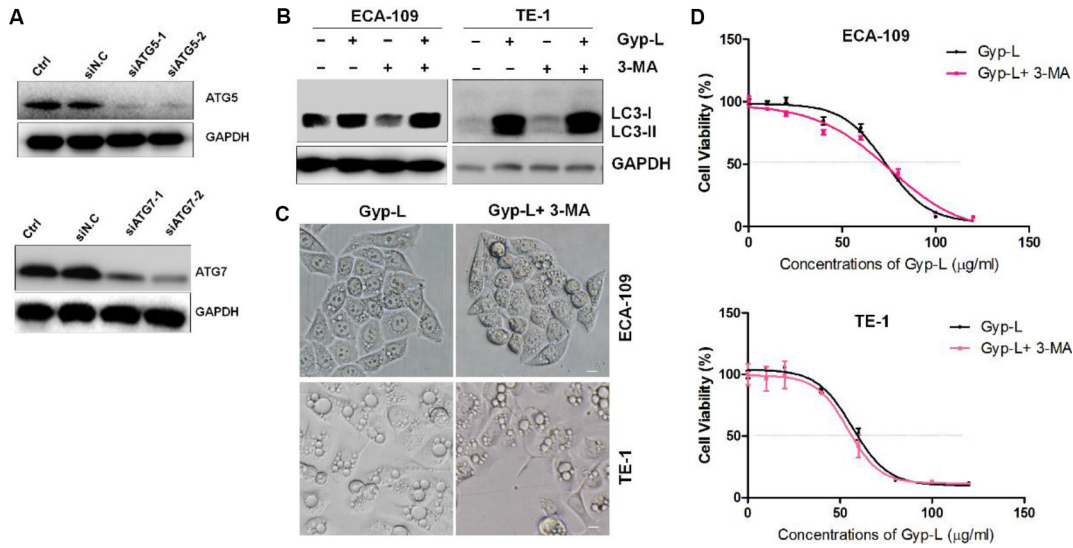 A
Ctrl
siN.C
siATG5-1
siATG5-2
ATG5
GAPDH
Ctrl
siN.C
siATG7-1
siATG7-2
ATG7
GAPDH
B
ECA-109
TE-1
– + – + – + – + Gyp-L
– – + + – – + + 3-MA
LC3-I
LC3-II
GAPDH
C
Gyp-L
Gyp-L+ 3-MA
ECA-109
TE-1
D
ECA-109
Gyp-L
Gyp-L+ 3-MA
Cell Viability (%)
150
100
50
0
0 50 100 150
Concentrations of Gyp-L (µg/ml)
TE-1
Gyp-L
Gyp-L+ 3-MA
Cell Viability (%)
150
100
50
0
0 50 100 150
Concentrations of Gyp-L (µg/ml)